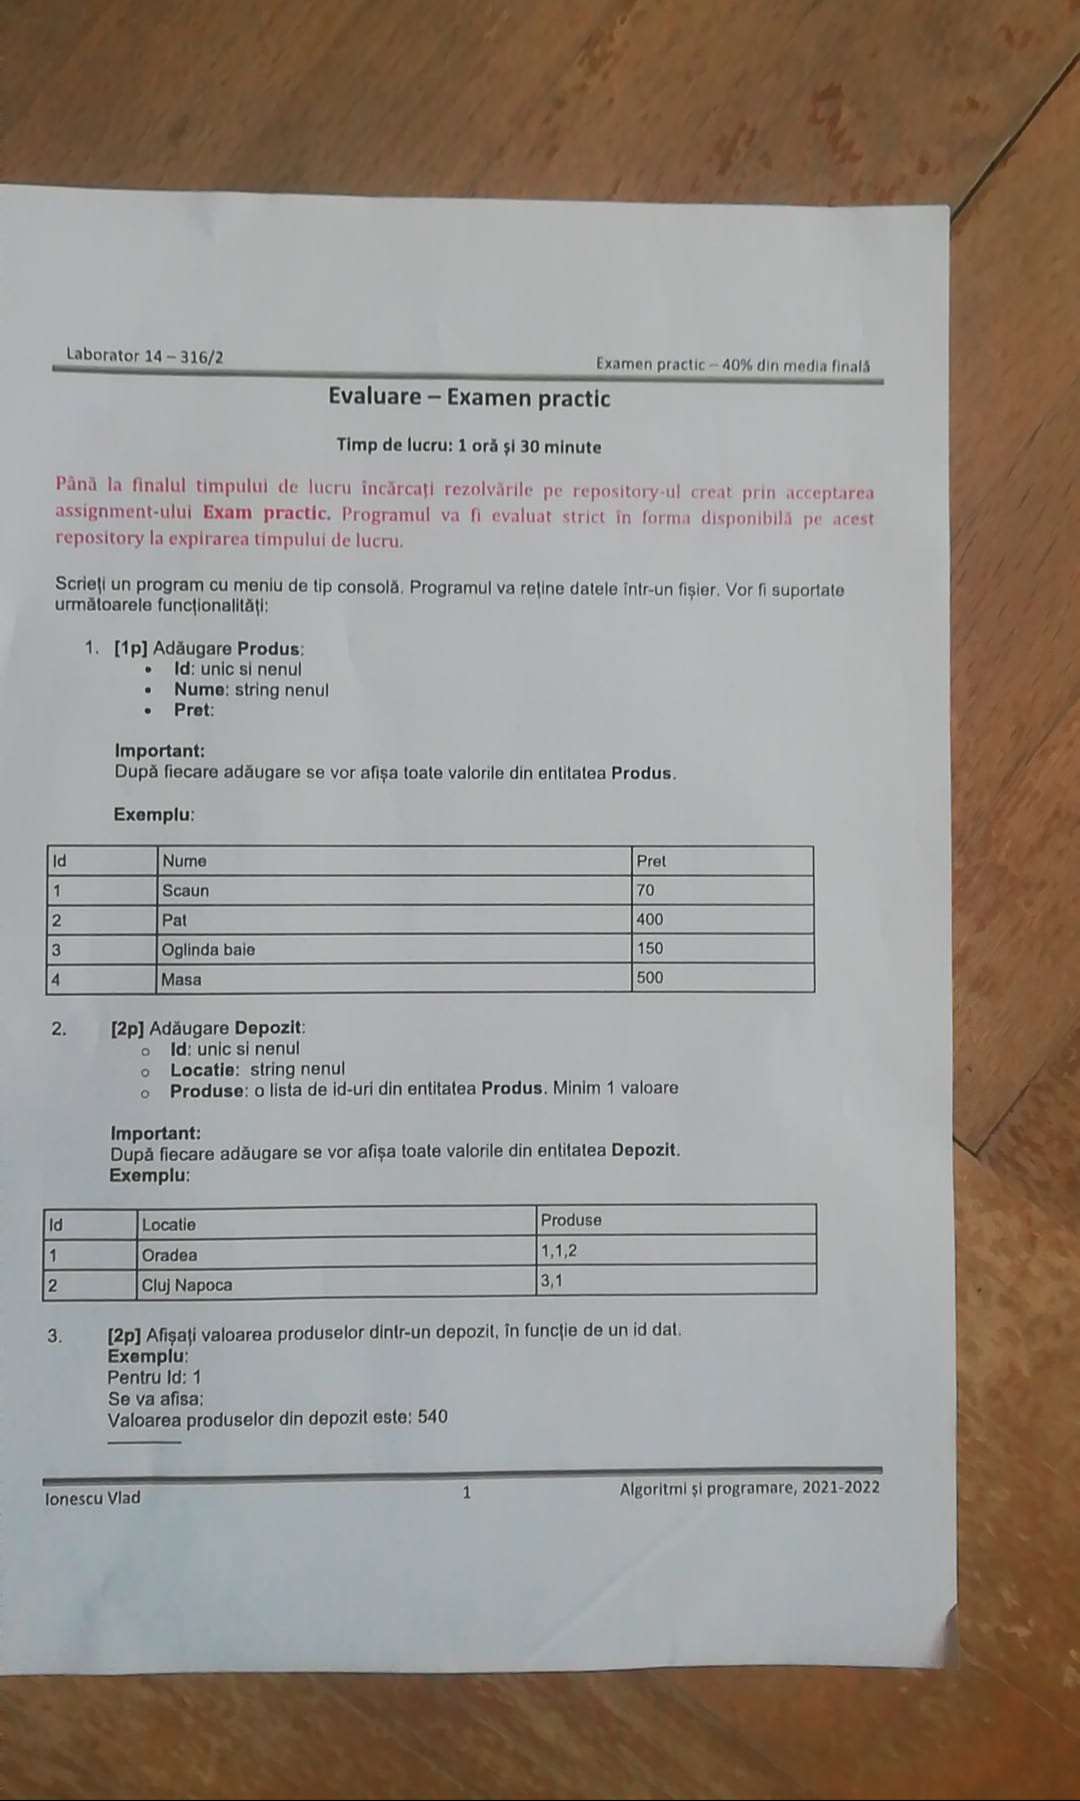 Laborator 14 – 316/2 Examen practic – 40% din media finală
Evaluare – Examen practic
Timp de lucru: 1 oră și 30 minute
Până la finalul timpului de lucru încărcați rezolvările pe repository-ul creat prin acceptarea
assignment-ului Exam practic. Programul va fi evaluat strict în forma disponibilă pe acest
repository la expirarea timpului de lucru.
Scrieți un program cu meniu de tip consolă. Programul va reține datele într-un fișier. Vor fi suportate
următoarele funcționalități:
1. [1p] Adăugare Produs:
• Id: unic si nenul
• Nume: string nenul
• Pret:
Important:
După fiecare adăugare se vor afișa toate valorile din entitatea Produs.
Exemplu:
Id Nume Pret
1 Scaun 70
2 Pat 400
3 Oglinda baie 150
4 Masa 500
2. [2p] Adăugare Depozit:
o Id: unic si nenul
o Locatie: string nenul
o Produse: o lista de id-uri din entitatea Produs. Minim 1 valoare
Important:
După fiecare adăugare se vor afișa toate valorile din entitatea Depozit.
Exemplu:
Id Locatie Produse
1 Oradea 1,1,2
2 Cluj Napoca 3,1
3. [2p] Afișați valoarea produselor dintr-un depozit, în funcție de un id dat.
Exemplu:
Pentru Id: 1
Se va afisa:
Valoarea produselor din depozit este: 540
Ionescu Vlad 1 Algoritmi și programare, 2021-2022